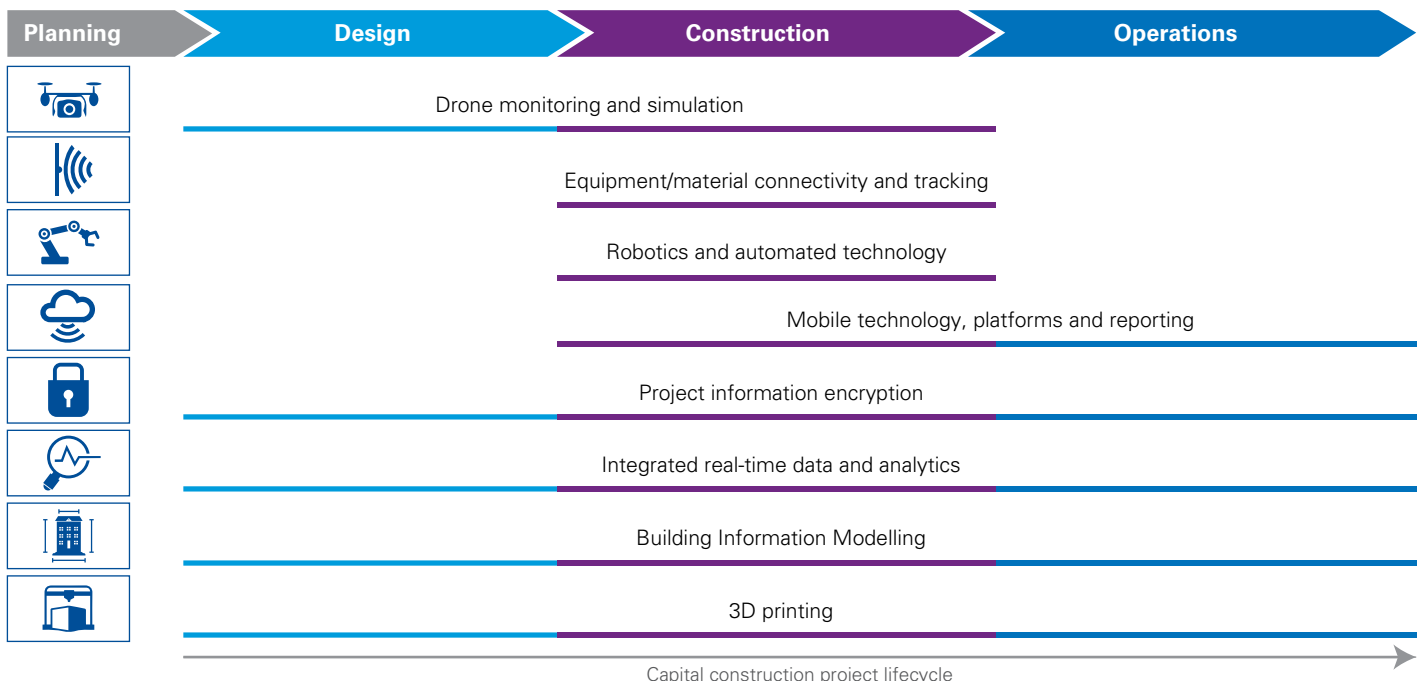 Planning
Design
Construction
Operations
Drone monitoring and simulation
Equipment/material connectivity and tracking
Robotics and automated technology
Mobile technology, platforms and reporting
Project information encryption
Integrated real-time data and analytics
Building Information Modelling
3D printing
Capital construction project lifecycle